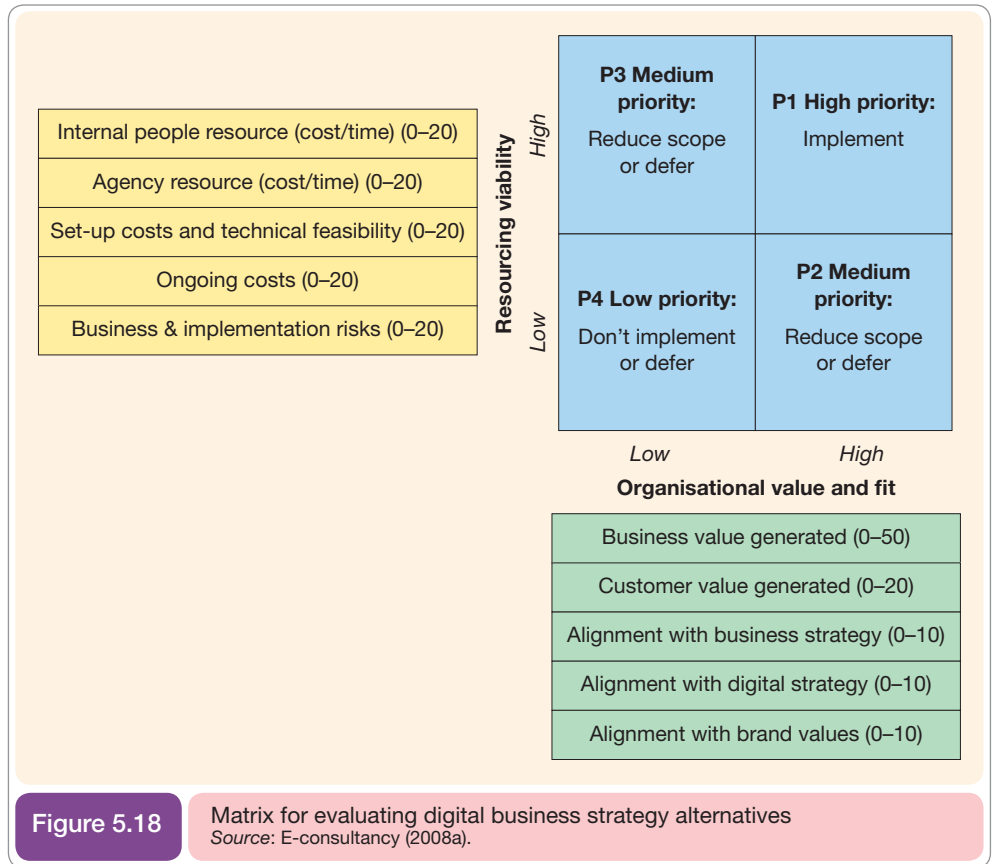 Internal people resource (cost/time) (0–20)
Agency resource (cost/time) (0–20)
Set-up costs and technical feasibility (0–20)
Ongoing costs (0–20)
Business & implementation risks (0–20)
Resourcing viability
High
Low
P3 Medium
priority:
Reduce scope
or defer
P1 High priority:
Implement
P4 Low priority:
Don't implement
or defer
P2 Medium
priority:
Reduce scope
or defer
Low
High
Organisational value and fit
Business value generated (0–50)
Customer value generated (0–20)
Alignment with business strategy (0–10)
Alignment with digital strategy (0–10)
Alignment with brand values (0–10)
Figure 5.18
Matrix for evaluating digital business strategy alternatives
Source: E-consultancy (2008a).